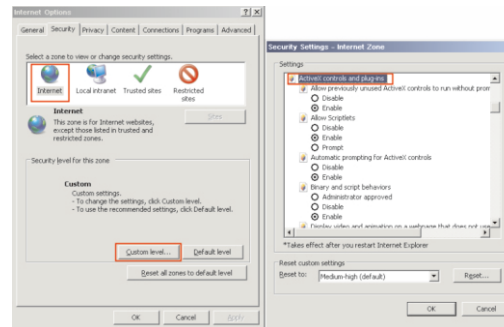 Internet Options
General Security Privacy Content Connections Programs Advanced
Select a zone to view or change security settings.
Internet Local intranet Trusted sites Restricted sites
Internet
This zone is for Internet websites,
except those listed in trusted and
restricted zones.
Sites
Security level for this zone
Custom
Custom settings.
- To change the settings, click Custom level.
- To use the recommended settings, click Default level.
Custom level... Default level
Reset all zones to default level
OK Cancel Apply
Security Settings - Internet Zone
Settings
ActiveX controls and plug-ins
Allow previously unused ActiveX controls to run without prom
Disable
Enable
Allow Scriptlets
Disable
Enable
Prompt
Automatic prompting for ActiveX controls
Disable
Enable
Binary and script behaviors
Administrator approved
Disable
Enable
Display video and animation on a webpage that does not use
*Takes effect after you restart Internet Explorer
Reset custom settings
Reset to: Medium-high (default) Reset...
OK Cancel